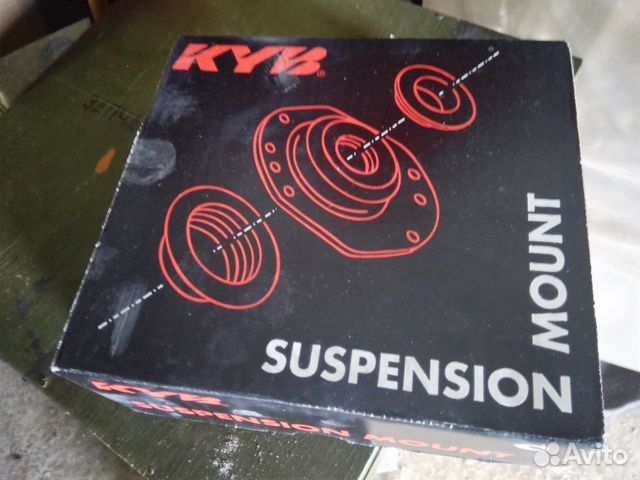 KYB®
SUSPENSION
MOUNT
KYB
SUSPENSION MOUNT
Avito